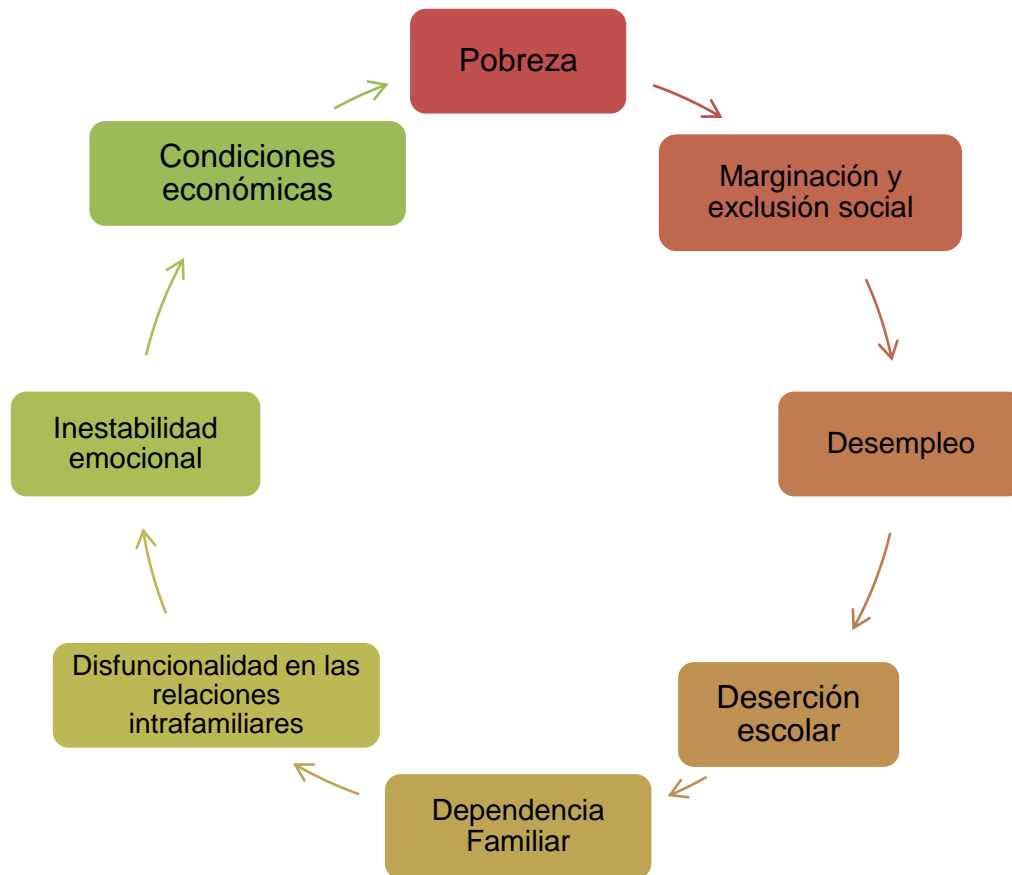 Pobreza
Marginación y
exclusión social
Desempleo
Deserción
escolar
Dependencia
Familiar
Disfuncionalidad en las
relaciones
intrafamiliares
Inestabilidad
emocional
Condiciones
económicas